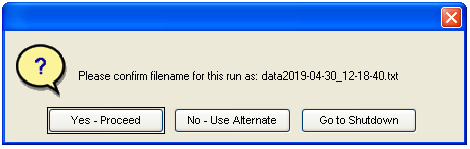 ?
Please confirm filename for this run as: data2019-04-30_12-18-40.txt
Yes - Proceed
No - Use Alternate
Go to Shutdown